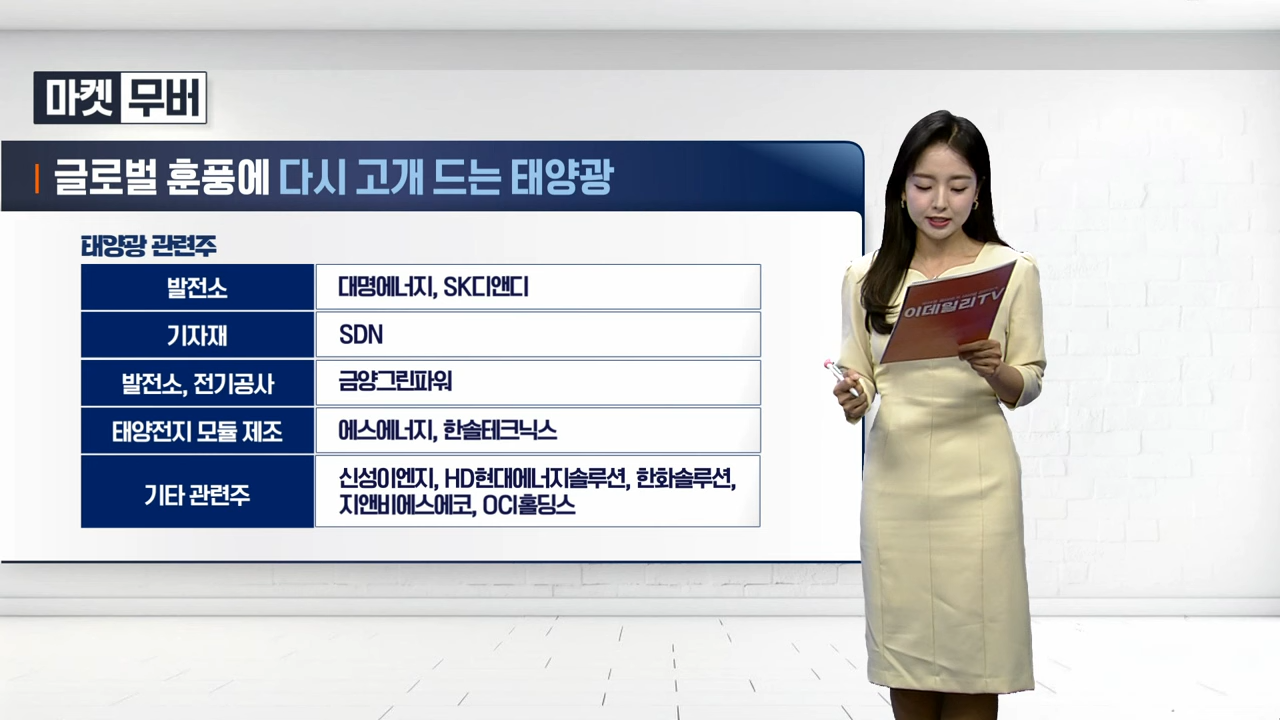 마켓 무버
글로벌 훈풍에 다시 고개 드는 태양광
태양광 관련주
발전소 대명에너지, SK디앤디
기자재 SDN
발전소, 전기공사 금양그린파워
태양전지 모듈 제조 에스에너지, 한솔테크닉스
기타 관련주 신성이엔지, HD현대에너지솔루션, 한화솔루션,
지앤비에스에코, OCI홀딩스
이데일리TV